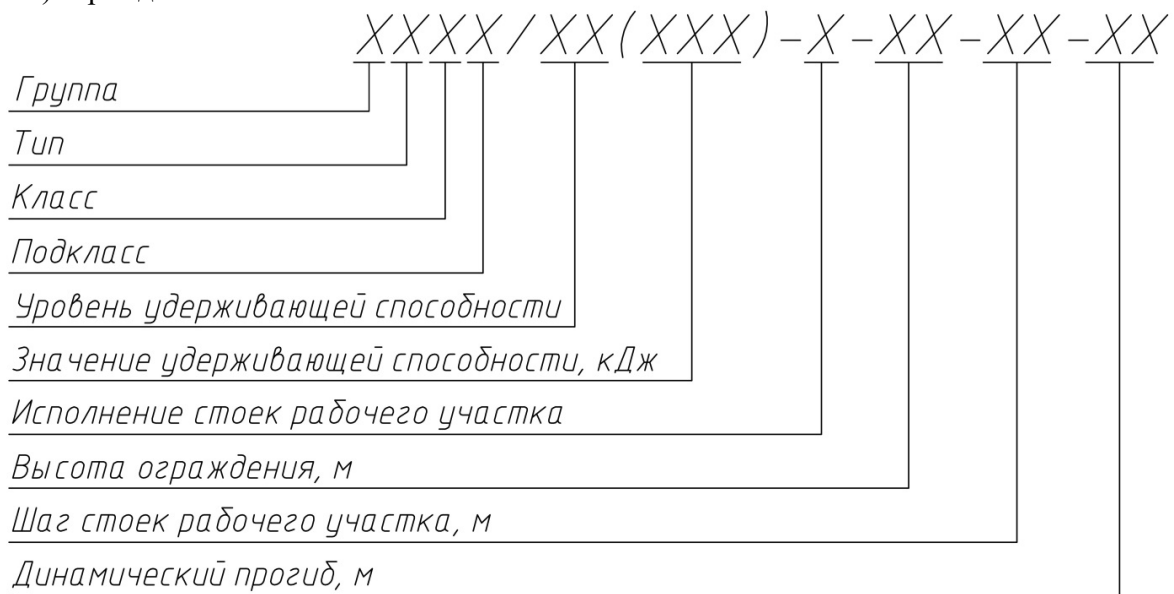 XXXX/XX(XXX)-X-XX-XX-XX
Группа
Тип
Класс
Подкласс
Уровень удерживающей способности
Значение удерживающей способности, кДж
Исполнение стоек рабочего участка
Высота ограждения, м
Шаг стоек рабочего участка, м
Динамический прогиб, м